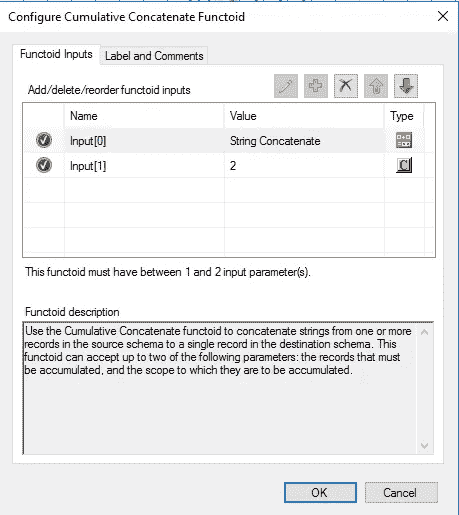 Configure Cumulative Concatenate Functoid
Functoid Inputs Label and Comments
Add/delete/reorder functoid inputs
Name Value Type
Input[0] String Concatenate
Input[1] 2 C
This functoid must have between 1 and 2 input parameter(s).
Functoid description
Use the Cumulative Concatenate functoid to concatenate strings from one or more
records in the source schema to a single record in the destination schema. This
functoid can accept up to two of the following parameters: the records that must
be accumulated, and the scope to which they are to be accumulated.
OK Cancel